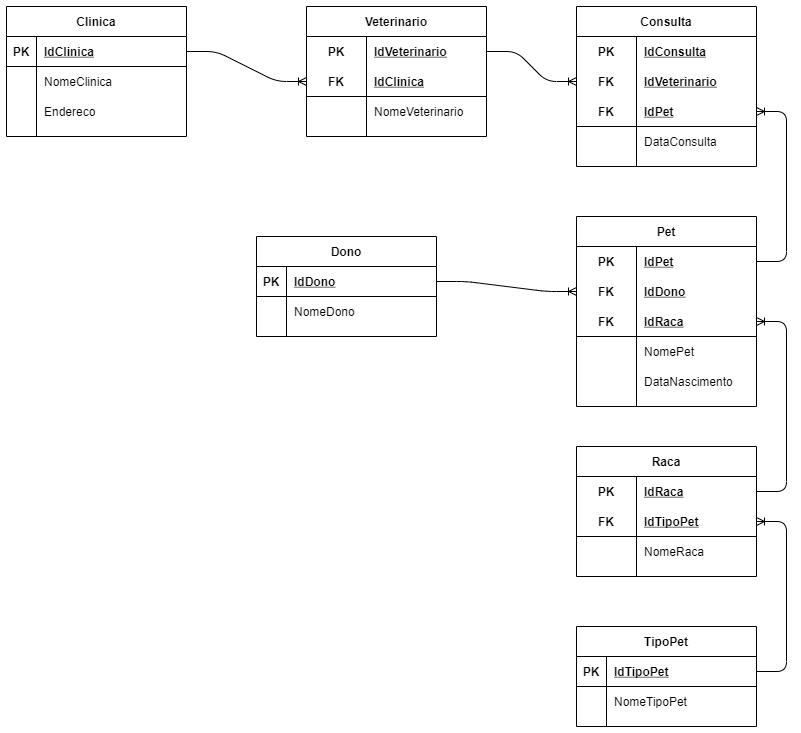 Clinica
PK IdClinica
NomeClinica
Endereco
Veterinario
PK IdVeterinario
FK IdClinica
NomeVeterinario
Consulta
PK IdConsulta
FK IdVeterinario
FK IdPet
DataConsulta
Dono
PK IdDono
NomeDono
Pet
PK IdPet
FK IdDono
FK IdRaca
NomePet
DataNascimento
Raca
PK IdRaca
FK IdTipoPet
NomeRaca
TipoPet
PK IdTipoPet
NomeTipoPet